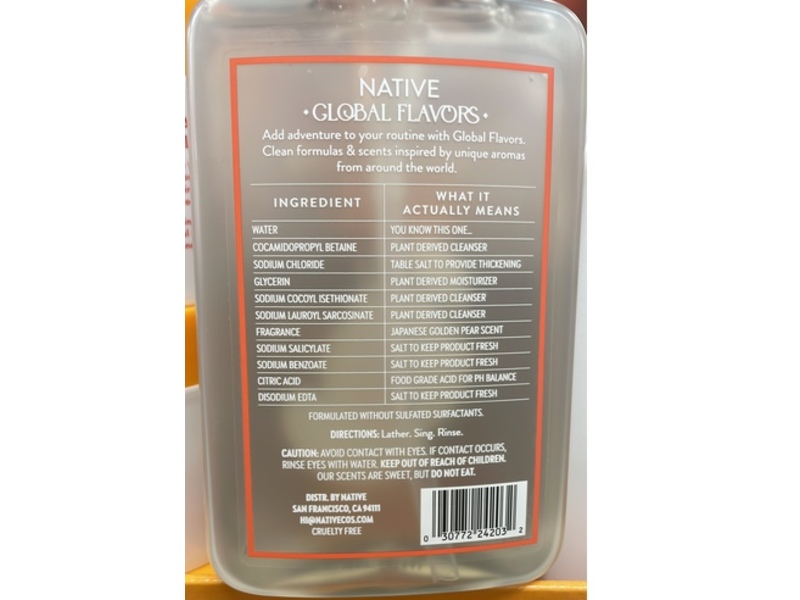 NATIVE
GLOBAL FLAVORS
Add adventure to your routine with Global Flavors.
Clean formulas & scents inspired by unique aromas
from around the world.
INGREDIENT WHAT IT ACTUALLY MEANS
WATER YOU KNOW THIS ONE...
COCAMIDOPROPYL BETAINE PLANT DERIVED CLEANSER
SODIUM CHLORIDE TABLE SALT TO PROVIDE THICKENING
GLYCERIN PLANT DERIVED MOISTURIZER
SODIUM COCOYL ISETHIONATE PLANT DERIVED CLEANSER
SODIUM LAUROYL SARCOSINATE PLANT DERIVED CLEANSER
FRAGRANCE JAPANESE GOLDEN PEAR SCENT
SODIUM SALICYLATE SALT TO KEEP PRODUCT FRESH
SODIUM BENZOATE SALT TO KEEP PRODUCT FRESH
CITRIC ACID FOOD GRADE ACID FOR PH BALANCE
DISODIUM EDTA SALT TO KEEP PRODUCT FRESH
FORMULATED WITHOUT SULFATED SURFACTANTS.
DIRECTIONS: Lather. Sing. Rinse.
CAUTION: AVOID CONTACT WITH EYES. IF CONTACT OCCURS,
RINSE EYES WITH WATER. KEEP OUT OF REACH OF CHILDREN.
OUR SCENTS ARE SWEET, BUT DO NOT EAT.
DISTR. BY NATIVE
SAN FRANCISCO, CA 94111
HI@NATIVECOS.COM
CRUELTY FREE
0 30772 24203 2